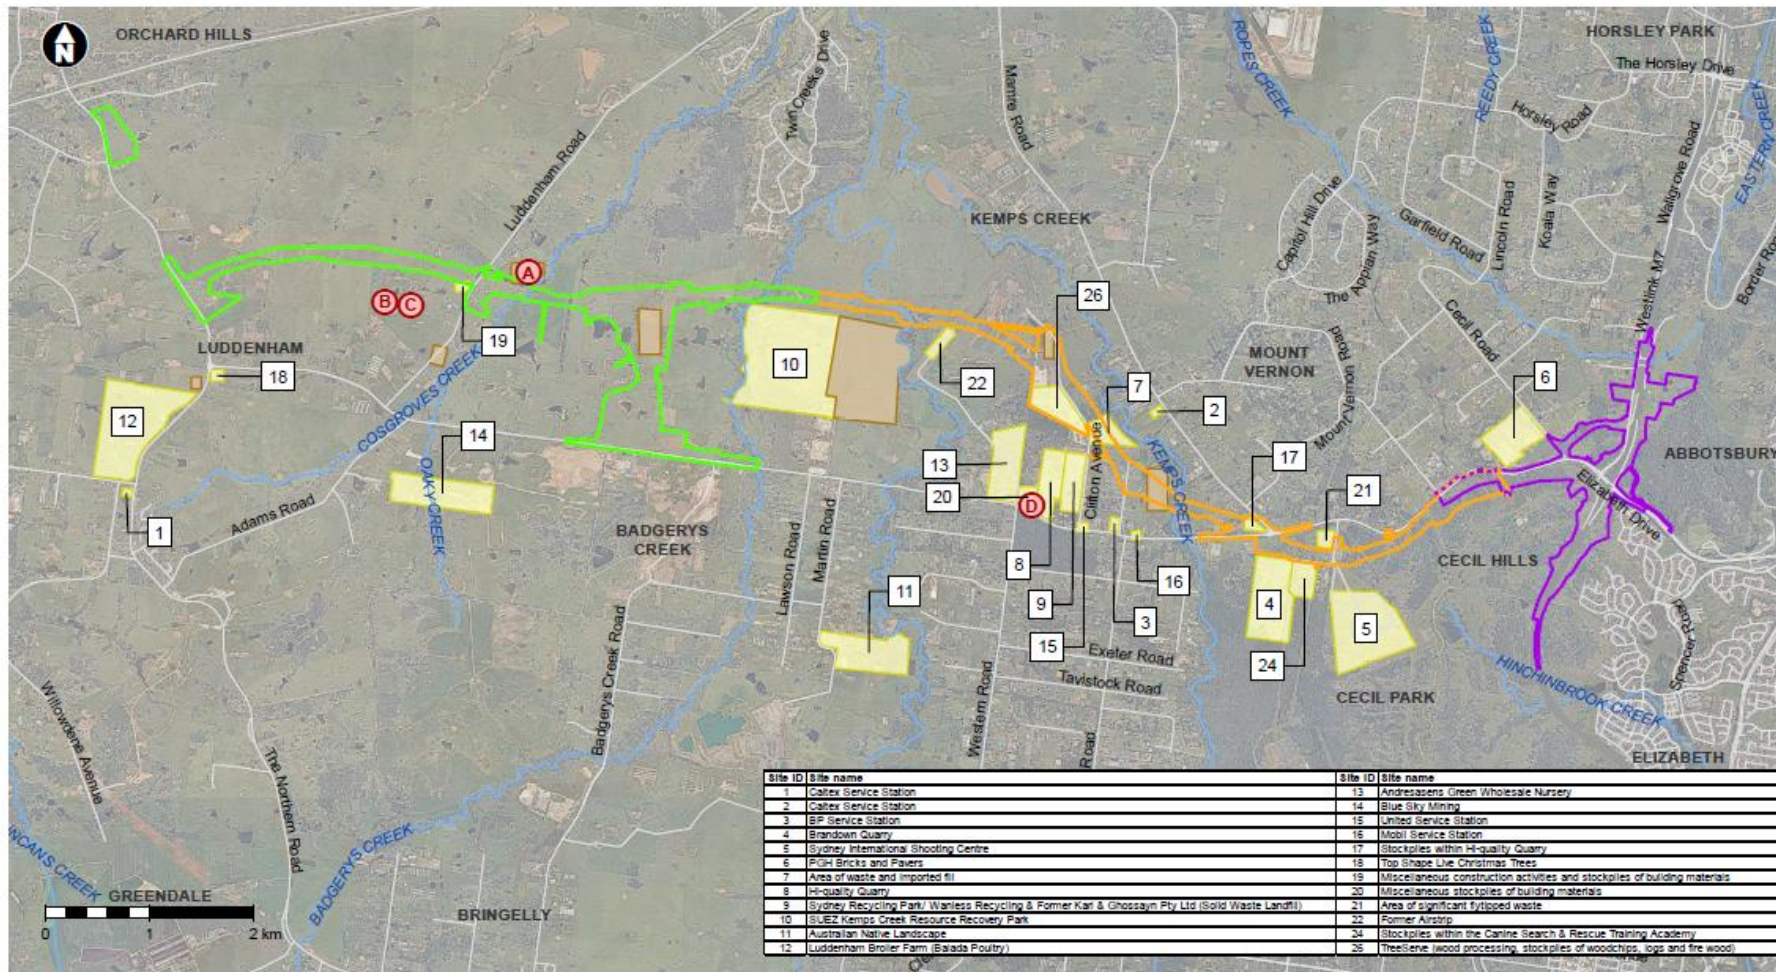 N
ORCHARD HILLS
HORSLEY PARK
The Horsley Drive
ROPES CREEK
REEDY CREEK
EASTERN CREEK
Mamre Road
Twin Creeks Drive
Horsley Road
Luddenham Road
Wallgrove Road
KEMPS CREEK
Capitol Hill Drive
Garfield Road
Lincoln Road
Koala Way
The Appian Way
Westlink M7
A
B
C
26
Cecil Road
19
LUDDENHAM
18
10
22
MOUNT
VERNON
Mount Vernon Road
6
7
2
12
COSGROVES CREEK
14
OAKY CREEK
Clifton Avenue
KEMPS CREEK
13
17
ABBOTSBURY
20
D
21
Elizabeth Drive
1
Adams Road
BADGERYS
CREEK
Lawson Road
Martin Road
8
16
CECIL HILLS
11
9
3
4
5
15
Exeter Road
24
Tavistock Road
CECIL PARK
HINCHINBROOK CREEK
Spencer Road
Willowdene Avenue
The Northern Road
Badgerys Creek Road
Western Road
Road
ELIZABETH
BADGERYS CREEK
GREENDALE
BRINGELLY
0 1 2 km
Site ID Site name Site ID Site name
1 Caltex Service Station 13 Andresasens Green Wholesale Nursery
2 Caltex Service Station 14 Blue Sky Mining
3 BP Service Station 15 United Service Station
4 Brandown Quarry 16 Mobil Service Station
5 Sydney International Shooting Centre 17 Stockpiles within Hi-quality Quarry
6 PGH Bricks and Pavers 18 Top Shape Live Christmas Trees
7 Area of waste and imported fill 19 Miscellaneous construction activities and stockpiles of building materials
8 Hi-quality Quarry 20 Miscellaneous stockpiles of building materials
9 Sydney Recycling Park/ Wanless Recycling & Former Kari & Ghossayn Pty Ltd (Solid Waste Landfill) 21 Area of significant flytipped waste
10 SUEZ Kemps Creek Resource Recovery Park 22 Former Airstrip
11 Australian Native Landscape 24 Stockpiles within the Canine Search & Rescue Training Academy
12 Luddenham Broiler Farm (Baiada Poultry) 26 TreeServe (wood processing, stockpiles of woodchips, logs and fire wood)